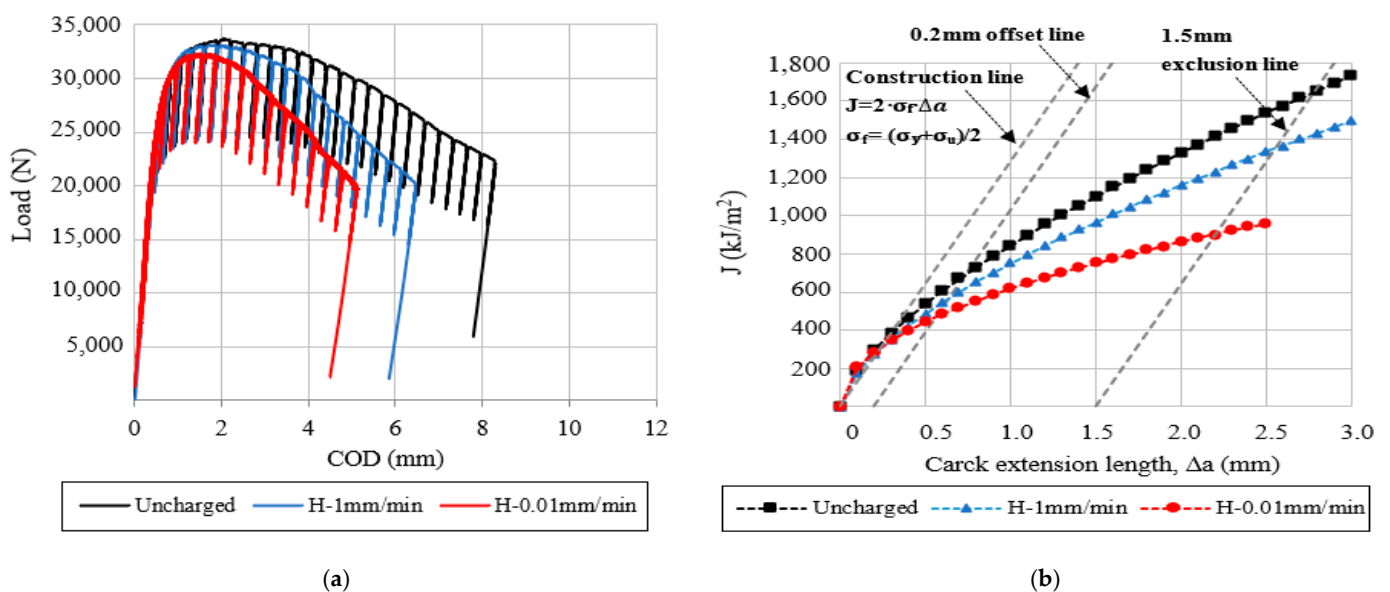 35,000
30,000
25,000
20,000
15,000
10,000
5,000
0
Load (N)
0 2 4 6 8 10 12
COD (mm)
Uncharged H-1mm/min H-0.01mm/min
(a)
0.2mm offset line
1.5mm
exclusion line
Construction line
J=2·σf·Δa
σf= (σy+σu)/2
1,800
1,600
1,400
1,200
1,000
800
600
400
200
J (kJ/m²)
0 0.5 1.0 1.5 2.0 2.5 3.0
Carck extension length, Δa (mm)
Uncharged H-1mm/min H-0.01mm/min
(b)